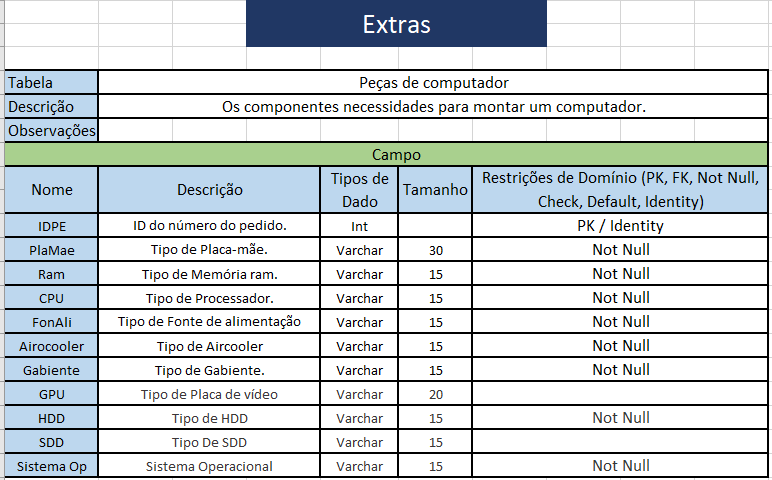 Extras
Tabela Peças de computador
Descrição Os componentes necessidades para montar um computador.
Observações
Campo
Nome Descrição Tipos de Dado Tamanho Restrições de Domínio (PK, FK, Not Null, Check, Default, Identity)
IDPE ID do número do pedido. Int PK / Identity
PlaMae Tipo de Placa-mãe. Varchar 30 Not Null
Ram Tipo de Memória ram. Varchar 15 Not Null
CPU Tipo de Processador. Varchar 15 Not Null
FonAli Tipo de Fonte de alimentação Varchar 15 Not Null
Airocooler Tipo de Aircooler Varchar 15 Not Null
Gabiente Tipo de Gabiente. Varchar 15 Not Null
GPU Tipo de Placa de vídeo Varchar 20
HDD Tipo de HDD Varchar 15 Not Null
SDD Tipo De SDD Varchar 15
Sistema Op Sistema Operacional Varchar 15 Not Null